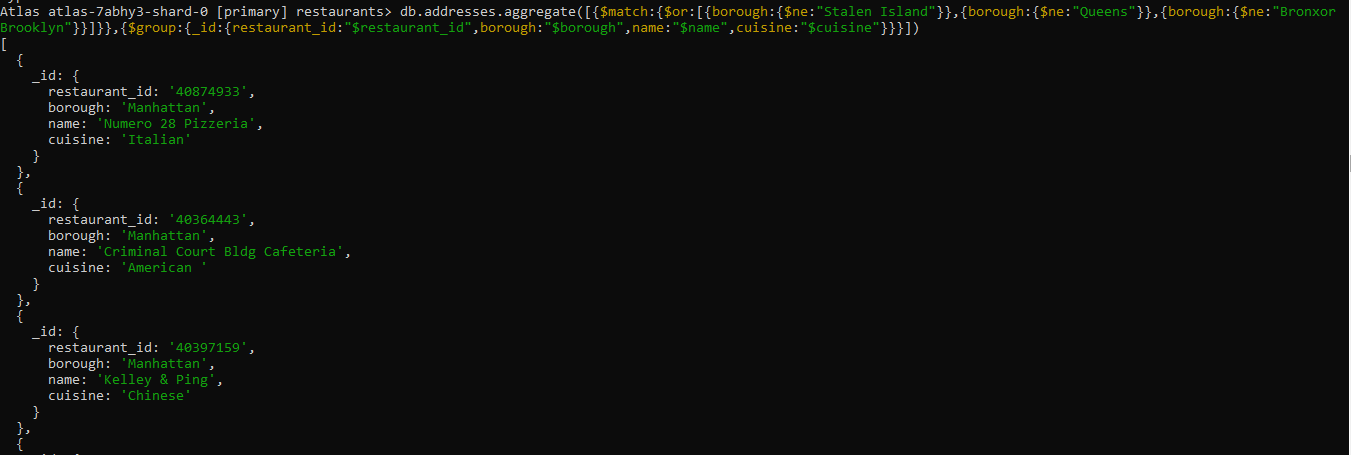 Atlas atlas-7abhy3-shard-0 [primary] restaurants> db.addresses.aggregate([{$match:{$or:[{borough:{$ne:"Stalen Island"}},{borough:{$ne:"Queens"}},{borough:{$ne:"Bronxor
Brooklyn"}}]}},{$group:{_id:{restaurant_id:"$restaurant_id",borough:"$borough",name:"$name",cuisine:"$cuisine"}}}])
[
  {
    _id: {
      restaurant_id: '40874933',
      borough: 'Manhattan',
      name: 'Numero 28 Pizzeria',
      cuisine: 'Italian'
    }
  },
  {
    _id: {
      restaurant_id: '40364443',
      borough: 'Manhattan',
      name: 'Criminal Court Bldg Cafeteria',
      cuisine: 'American '
    }
  },
  {
    _id: {
      restaurant_id: '40397159',
      borough: 'Manhattan',
      name: 'Kelley & Ping',
      cuisine: 'Chinese'
    }
  },
  {